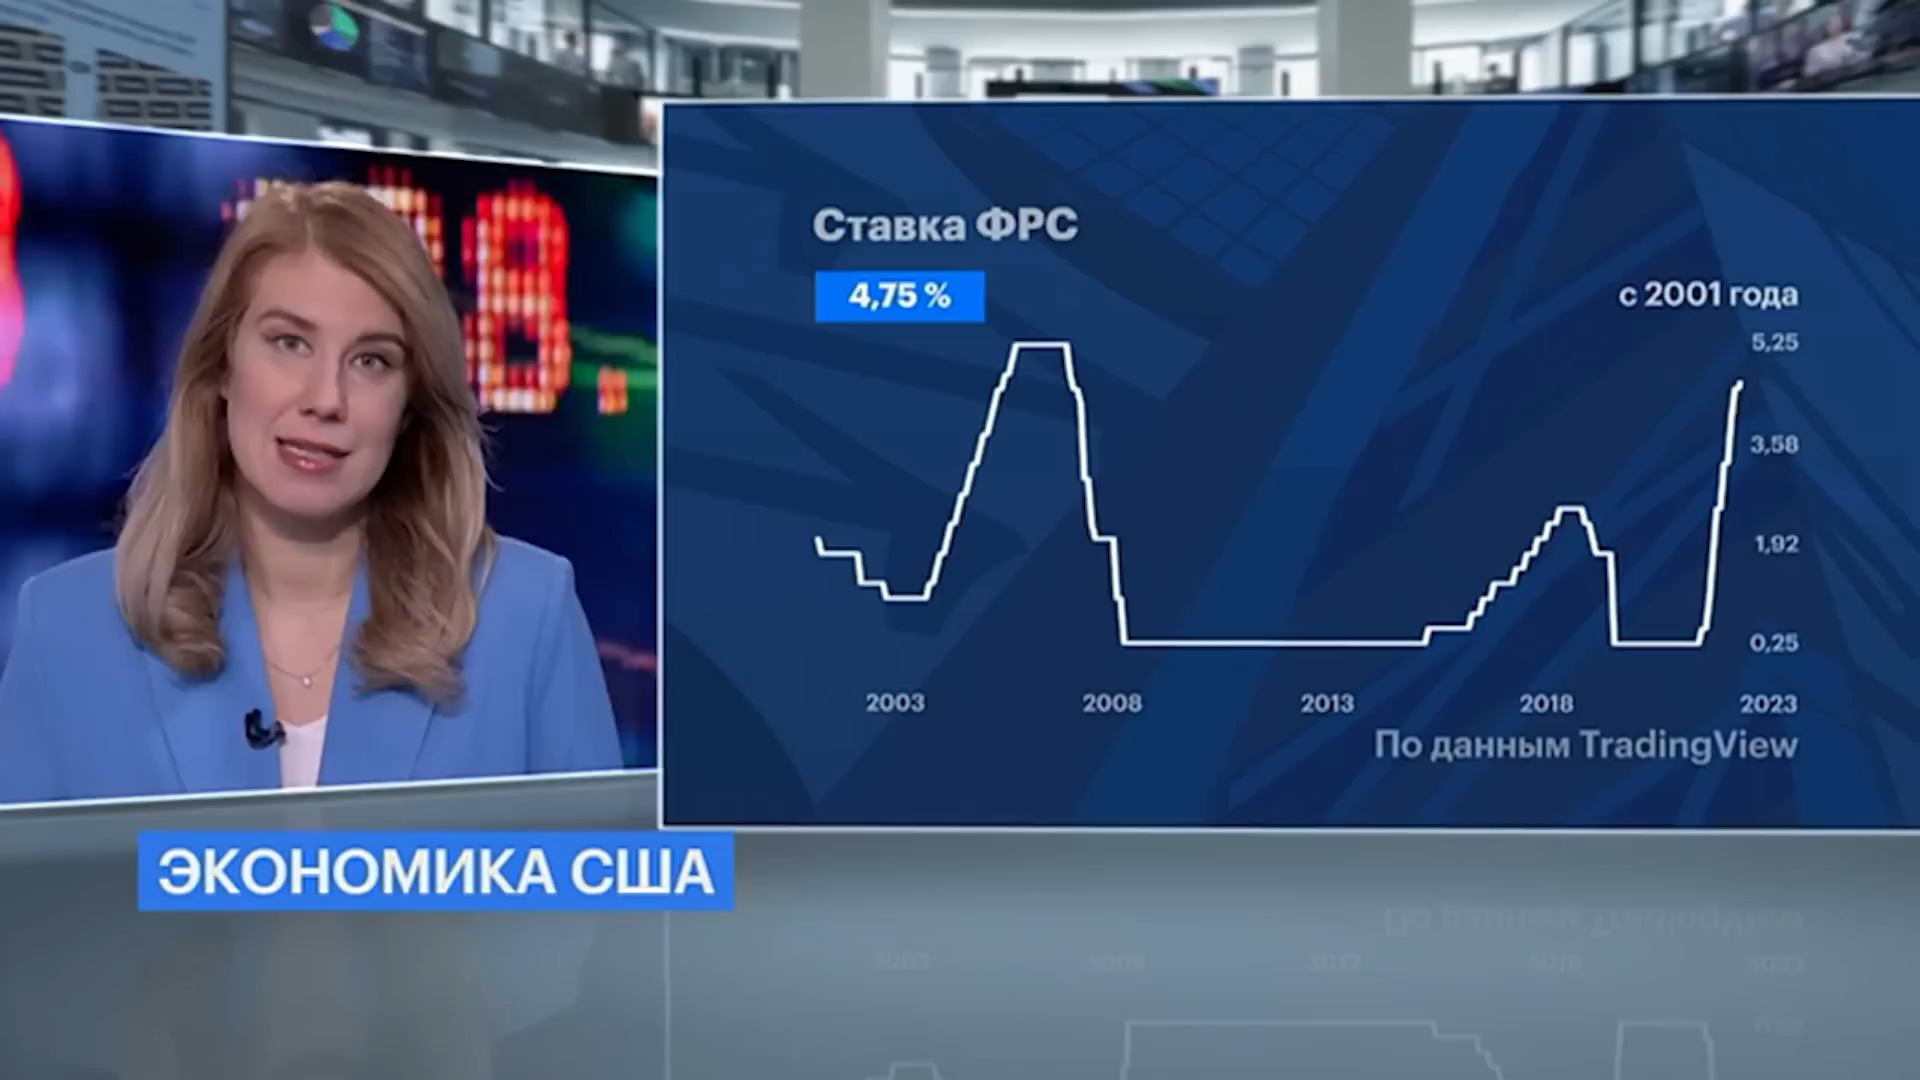 Ставка ФРС
4,75 %
с 2001 года
5,25
3,58
1,92
0,25
2003 2008 2013 2018 2023
По данным TradingView
ЭКОНОМИКА США